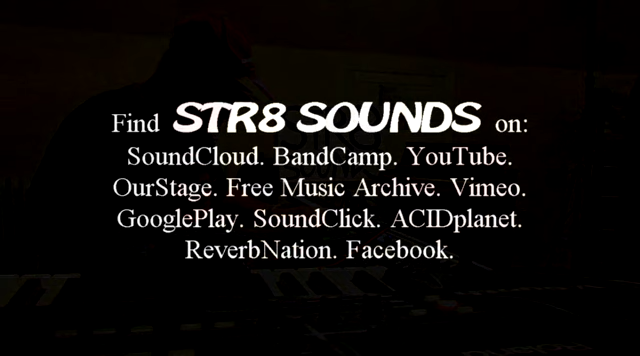 Find STR8 SOUNDS on:
SoundCloud. BandCamp. YouTube.
OurStage. Free Music Archive. Vimeo.
GooglePlay. SoundClick. ACIDplanet.
ReverbNation. Facebook.